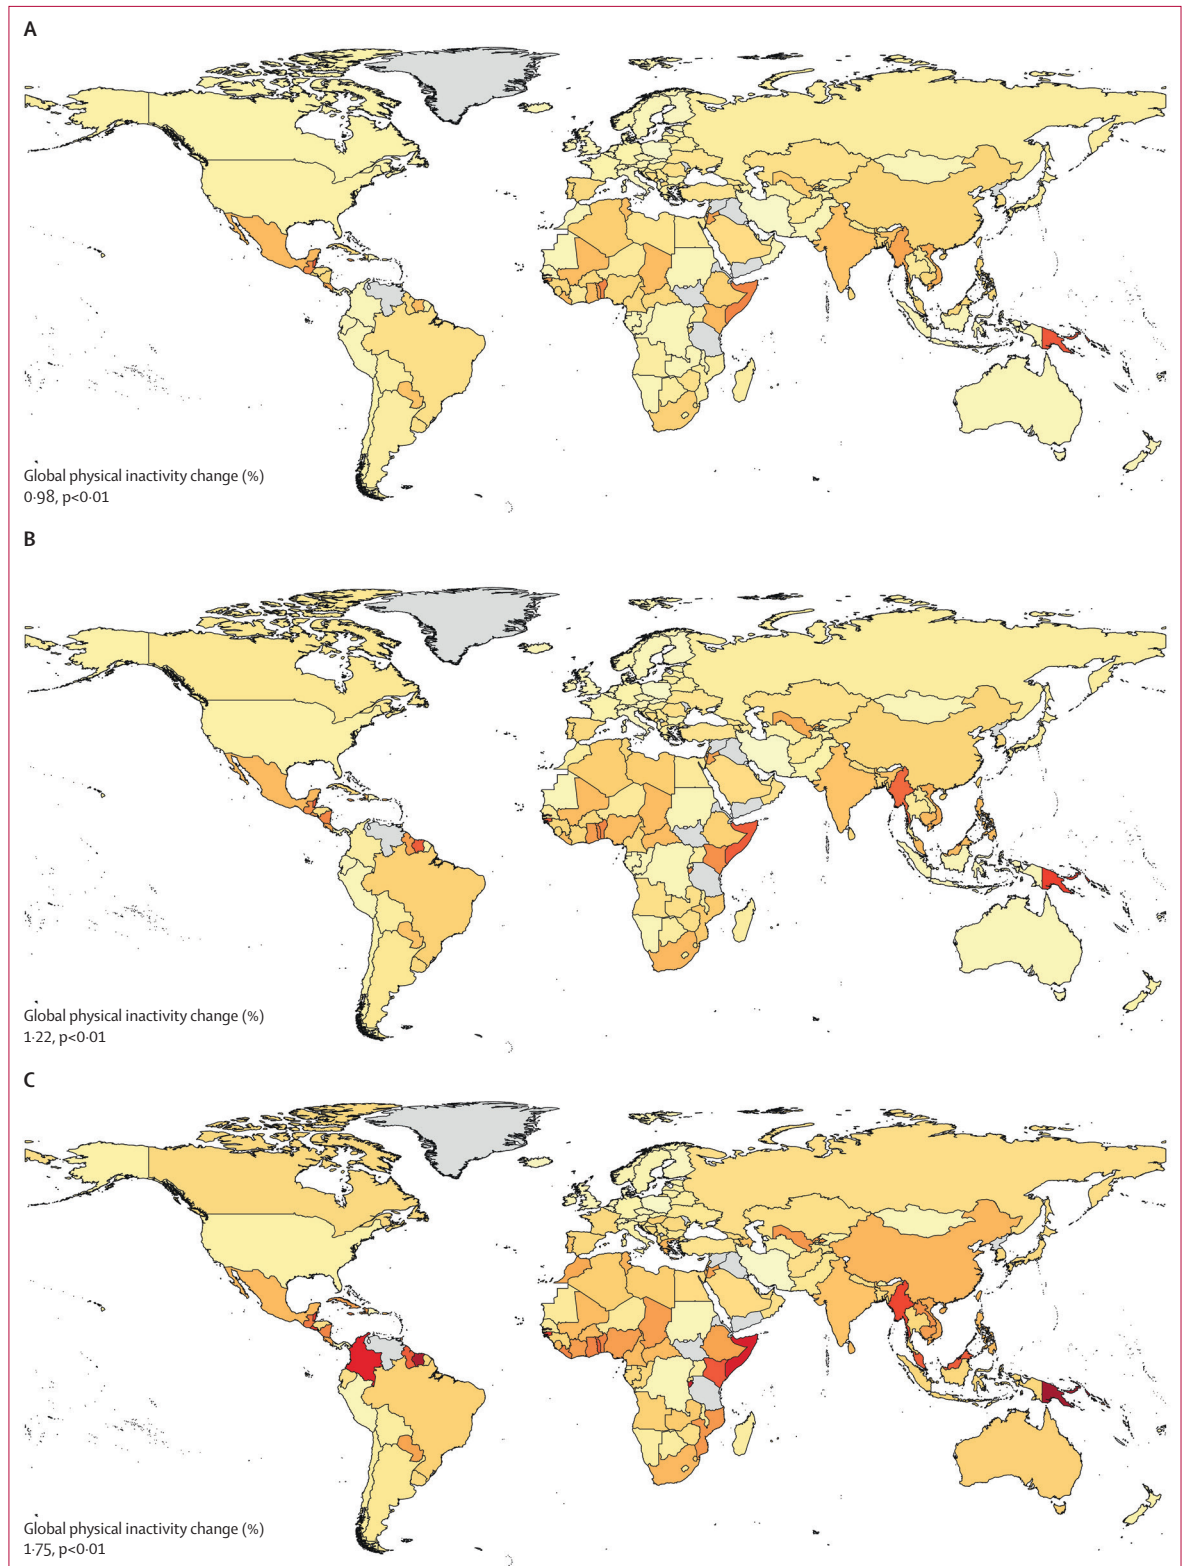 A
Global physical inactivity change (%)
0·98, p<0·01
B
Global physical inactivity change (%)
1·22, p<0·01
C
Global physical inactivity change (%)
1·75, p<0·01